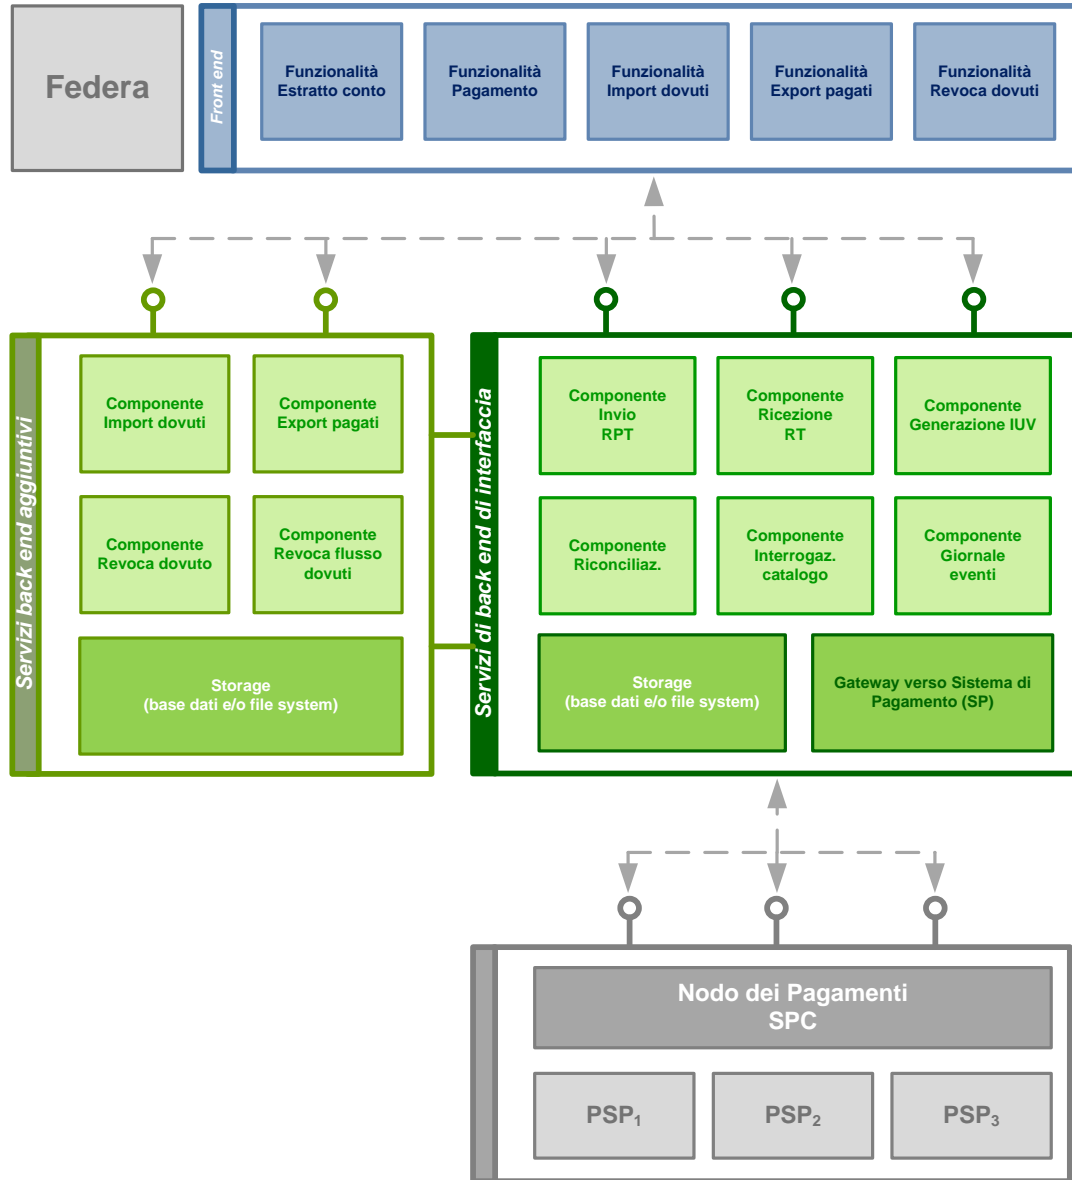 Federa
Front end
Funzionalità
Estratto conto
Funzionalità
Pagamento
Funzionalità
Import dovuti
Funzionalità
Export pagati
Funzionalità
Revoca dovuti
Servizi back end aggiuntivi
Componente
Import dovuti
Componente
Export pagati
Componente
Revoca dovuto
Componente
Revoca flusso
dovuti
Storage
(base dati e/o file system)
Servizi di back end di interfaccia
Componente
Invio
RPT
Componente
Ricezione
RT
Componente
Generazione IUV
Componente
Riconciliaz.
Componente
Interrogaz.
catalogo
Componente
Giornale
eventi
Storage
(base dati e/o file system)
Gateway verso Sistema di
Pagamento (SP)
Nodo dei Pagamenti
SPC
PSP1
PSP2
PSP3